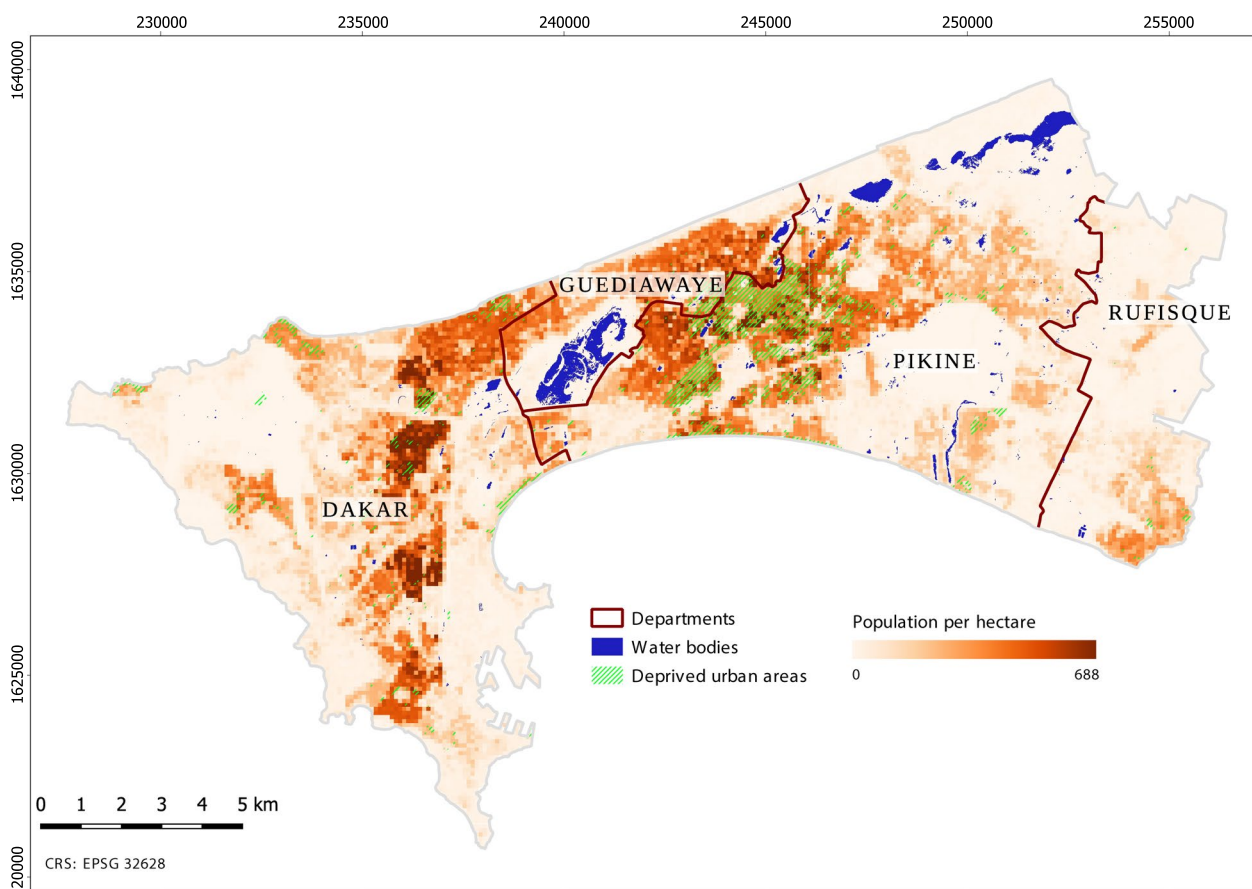 230000 235000 240000 245000 250000 255000
1640000
1635000
1630000
1625000
20000
GUEDIAWAYE
RUFISQUE
PIKINE
DAKAR
Departments
Water bodies
Deprived urban areas
Population per hectare
0 688
0 1 2 3 4 5 km
CRS: EPSG 32628